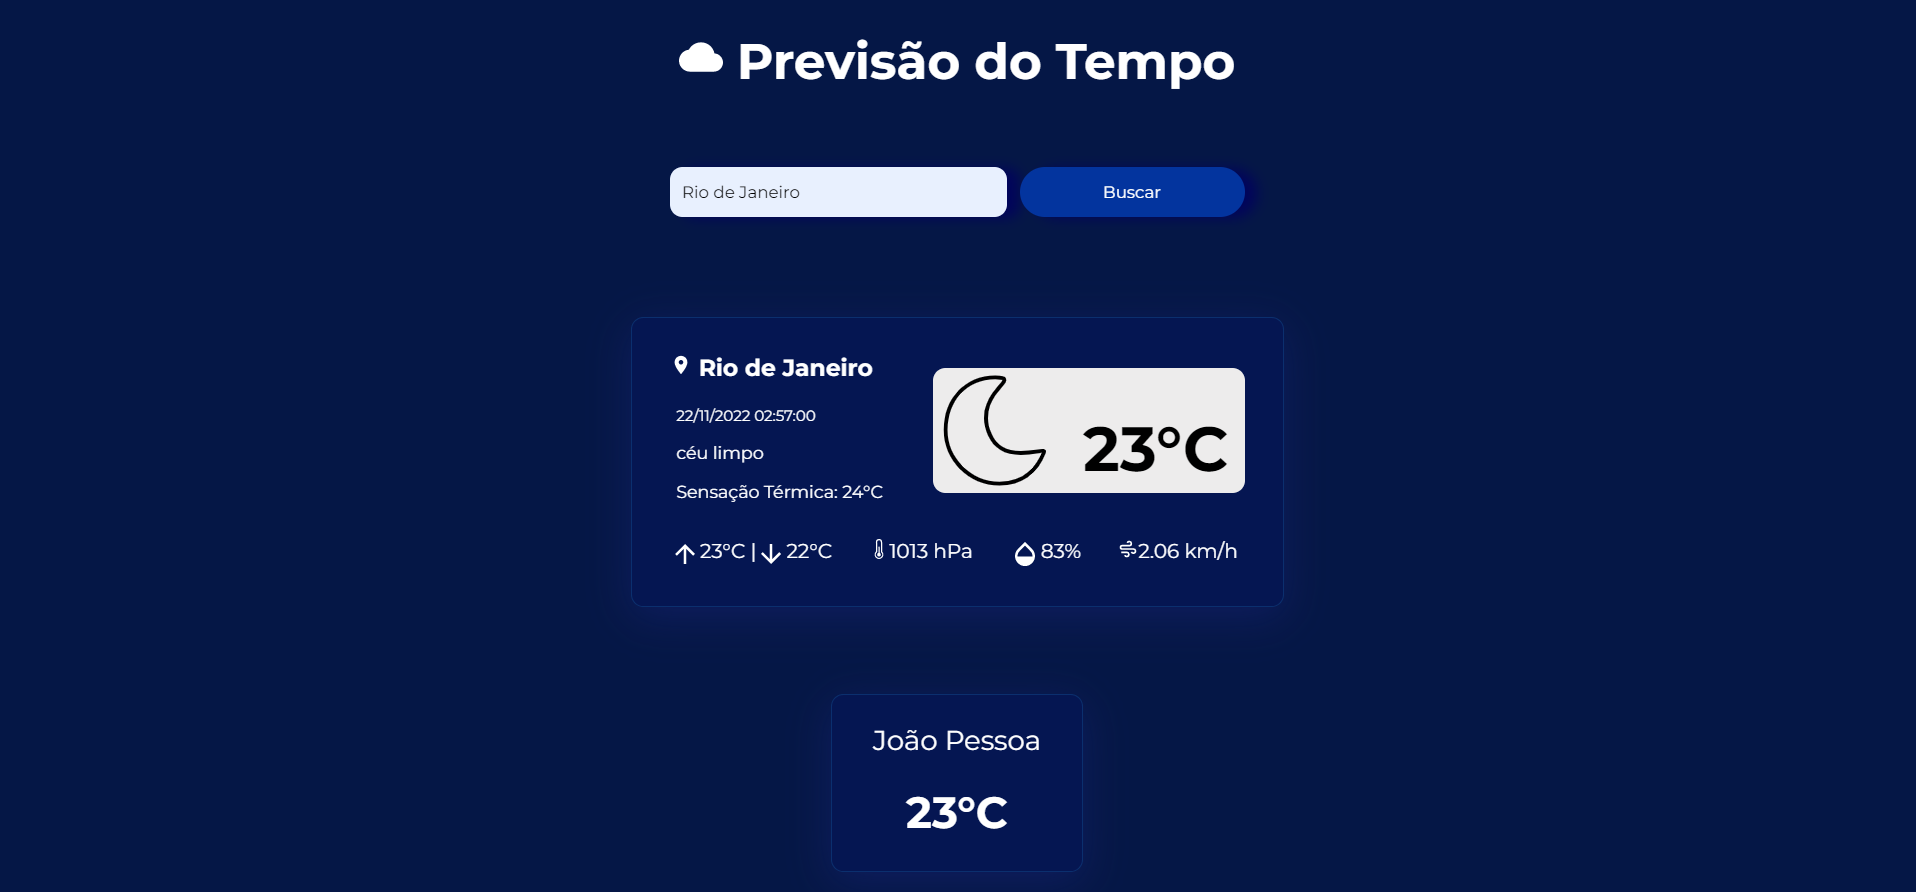 Previsão do Tempo
Rio de Janeiro
Buscar
Rio de Janeiro
22/11/2022 02:57:00
céu limpo
Sensação Térmica: 24°C
23°C
23°C | 22°C
1013 hPa
83%
2.06 km/h
João Pessoa
23°C